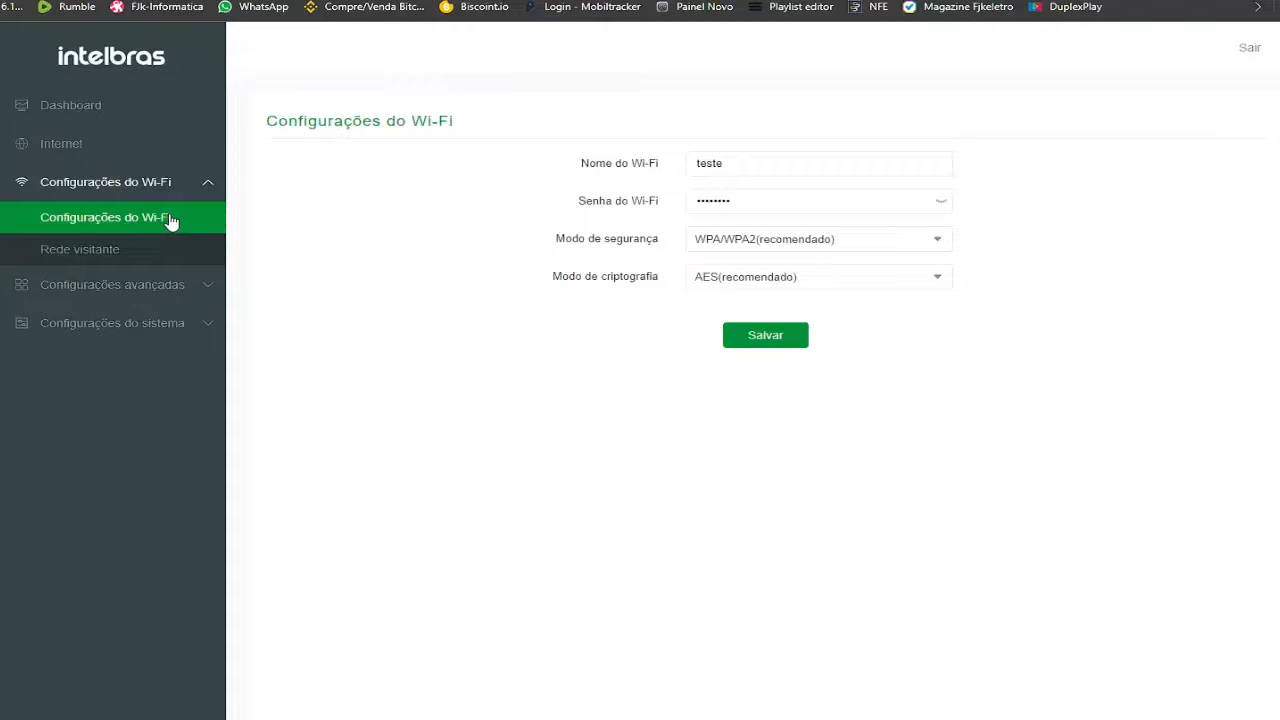 6.1... Rumble FJk-Informatica WhatsApp Compre/Venda Bitc... Biscoint.io Login - Mobiltracker Painel Novo Playlist editor NFE Magazine Fjkeletro DuplexPlay
intelbras
Sair
Dashboard
Internet
Configurações do Wi-Fi
Configurações do Wi-Fi
Rede visitante
Configurações avançadas
Configurações do sistema
Configurações do Wi-Fi
Nome do Wi-Fi teste
Senha do Wi-Fi ••••••••
Modo de segurança WPA/WPA2(recomendado)
Modo de criptografia AES(recomendado)
Salvar